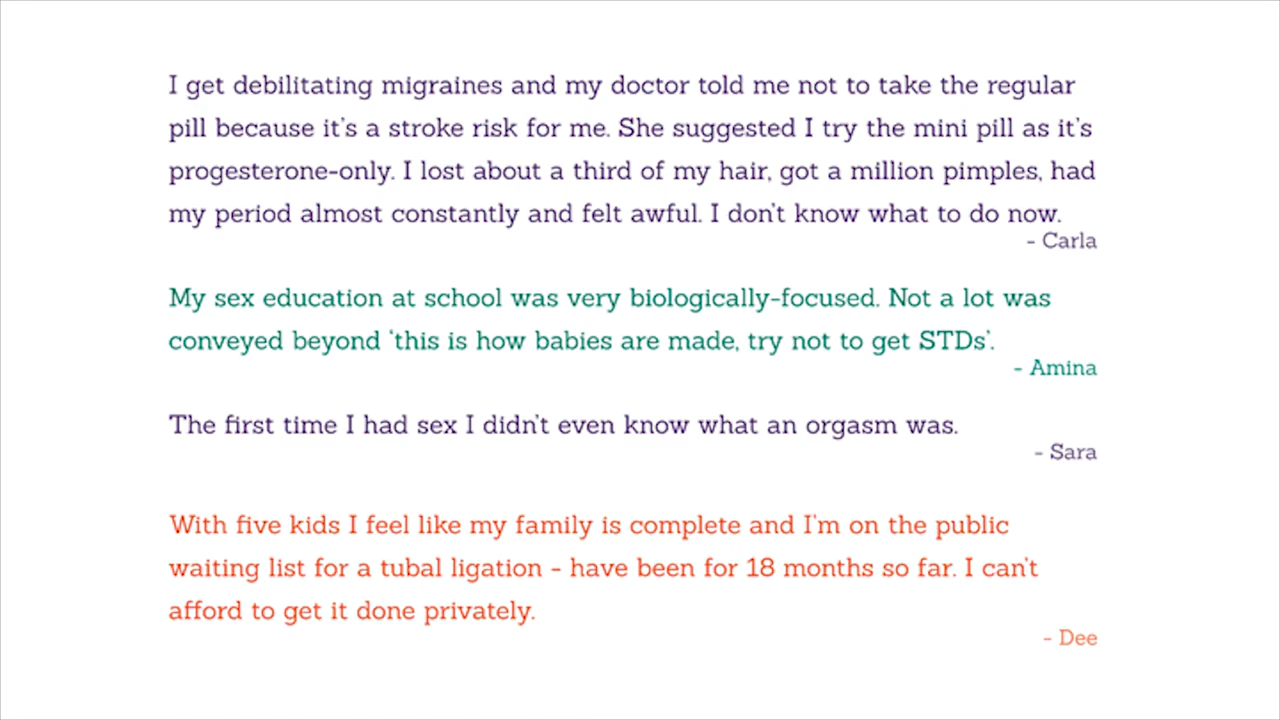 I get debilitating migraines and my doctor told me not to take the regular
pill because it's a stroke risk for me. She suggested I try the mini pill as it's
progesterone-only. I lost about a third of my hair, got a million pimples, had
my period almost constantly and felt awful. I don't know what to do now.
- Carla
My sex education at school was very biologically-focused. Not a lot was
conveyed beyond 'this is how babies are made, try not to get STDs'.
- Amina
The first time I had sex I didn't even know what an orgasm was.
- Sara
With five kids I feel like my family is complete and I'm on the public
waiting list for a tubal ligation - have been for 18 months so far. I can't
afford to get it done privately.
- Dee